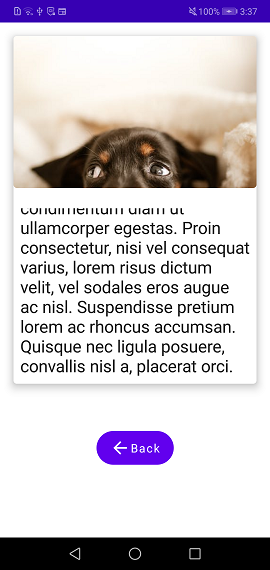 100% 3:37
condimentum diam ut
ullamcorper egestas. Proin
consectetur, nisi vel consequat
varius, lorem risus dictum
velit, vel sodales eros augue
ac nisl. Suspendisse pretium
lorem ac rhoncus accumsan.
Quisque nec ligula posuere,
convallis nisl a, placerat orci.
Back